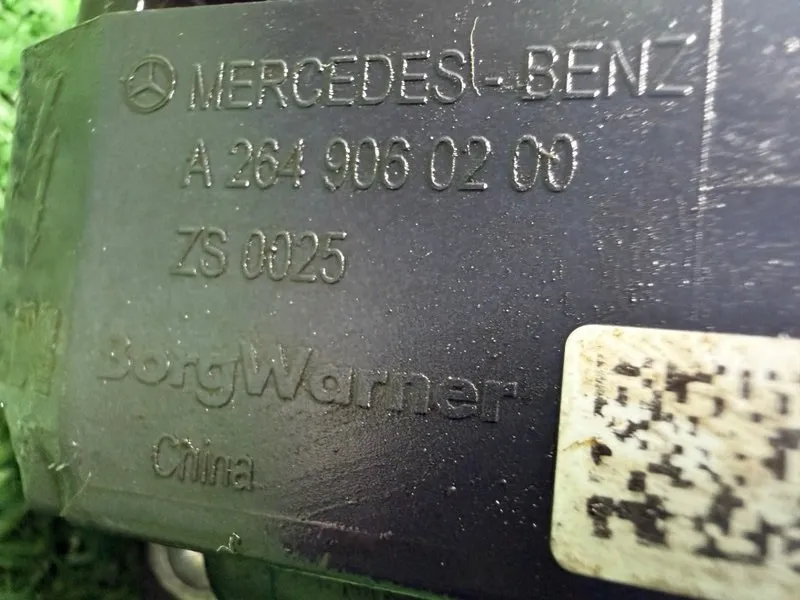 MERCEDES-BENZ
A 264 906 02 00
ZS 0025
BorgWarner
China